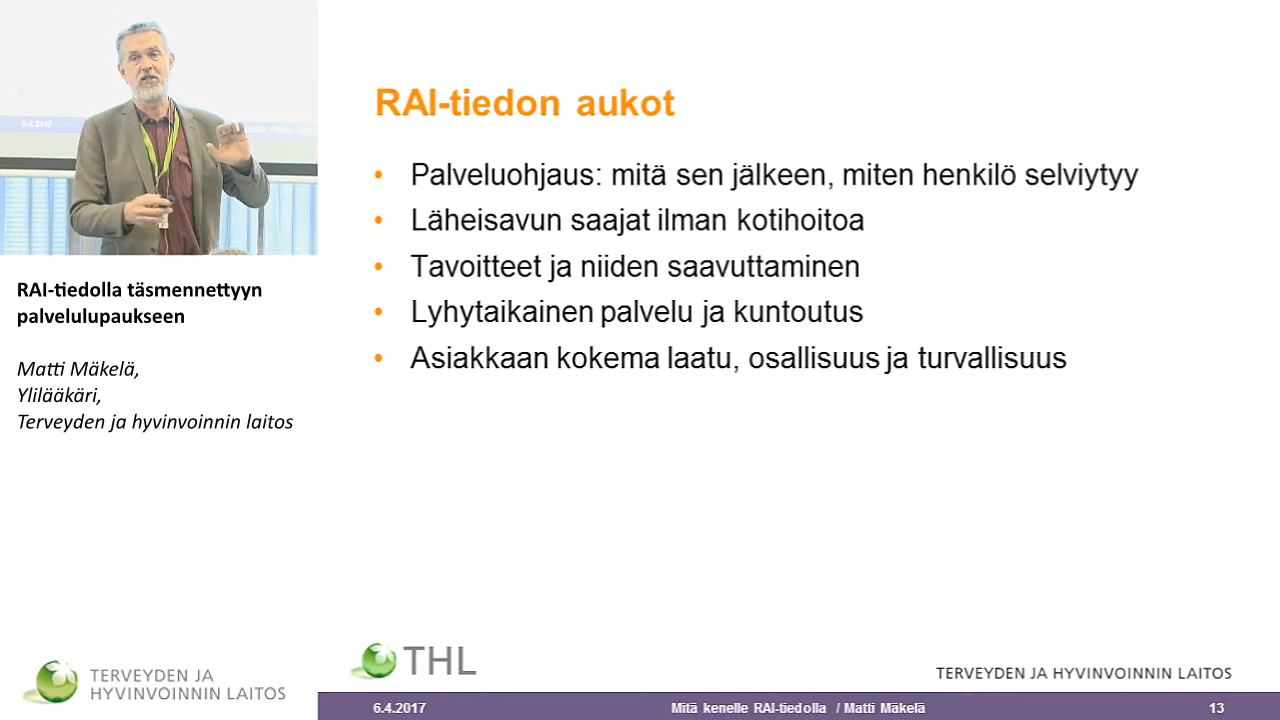 RAI-tiedolla täsmennettyyn
palvelulupaukseen
Matti Mäkelä,
Ylilääkäri,
Terveyden ja hyvinvoinnin laitos
TERVEYDEN JA
HYVINVOINNIN LAITOS
RAI-tiedon aukot
• Palveluohjaus: mitä sen jälkeen, miten henkilö selviytyy
• Läheisavun saajat ilman kotihoitoa
• Tavoitteet ja niiden saavuttaminen
• Lyhytaikainen palvelu ja kuntoutus
• Asiakkaan kokema laatu, osallisuus ja turvallisuus
THL
TERVEYDEN JA HYVINVOINNIN LAITOS
6.4.2017 Mitä kenelle RAI-tiedolla / Matti Mäkelä 13